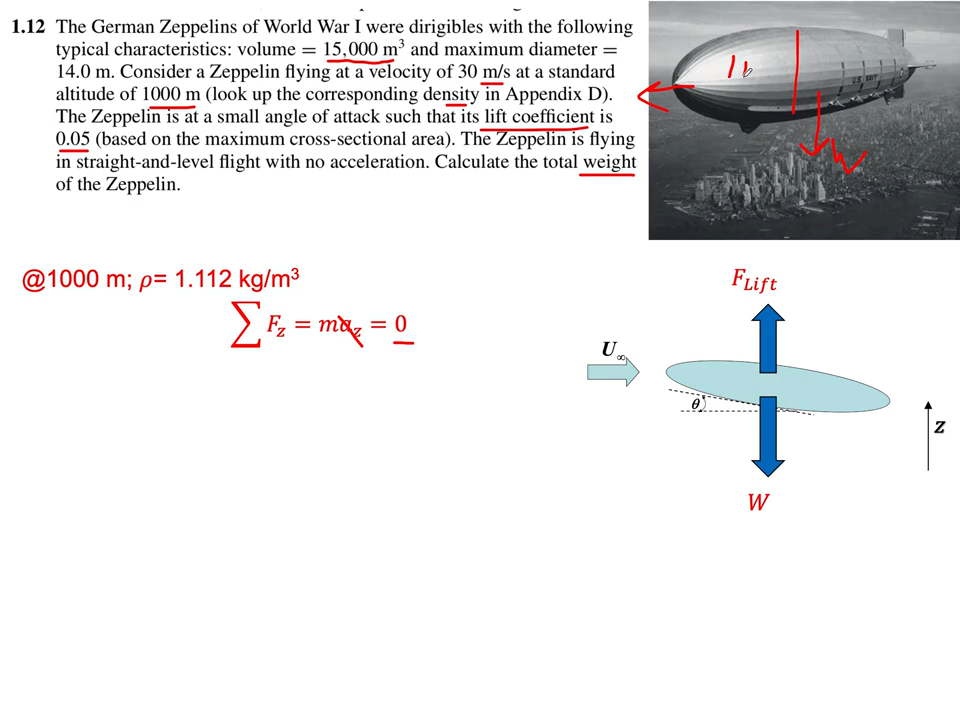 1.12 The German Zeppelins of World War I were dirigibles with the following
typical characteristics: volume = 15,000 m³ and maximum diameter =
14.0 m. Consider a Zeppelin flying at a velocity of 30 m/s at a standard
altitude of 1000 m (look up the corresponding density in Appendix D).
The Zeppelin is at a small angle of attack such that its lift coefficient is
0.05 (based on the maximum cross-sectional area). The Zeppelin is flying
in straight-and-level flight with no acceleration. Calculate the total weight
of the Zeppelin.
U.S. NAVY
W
@1000 m; ρ= 1.112 kg/m³
∑ F_z = ma_z = 0
F_Lift
U_∞
θ
z
W